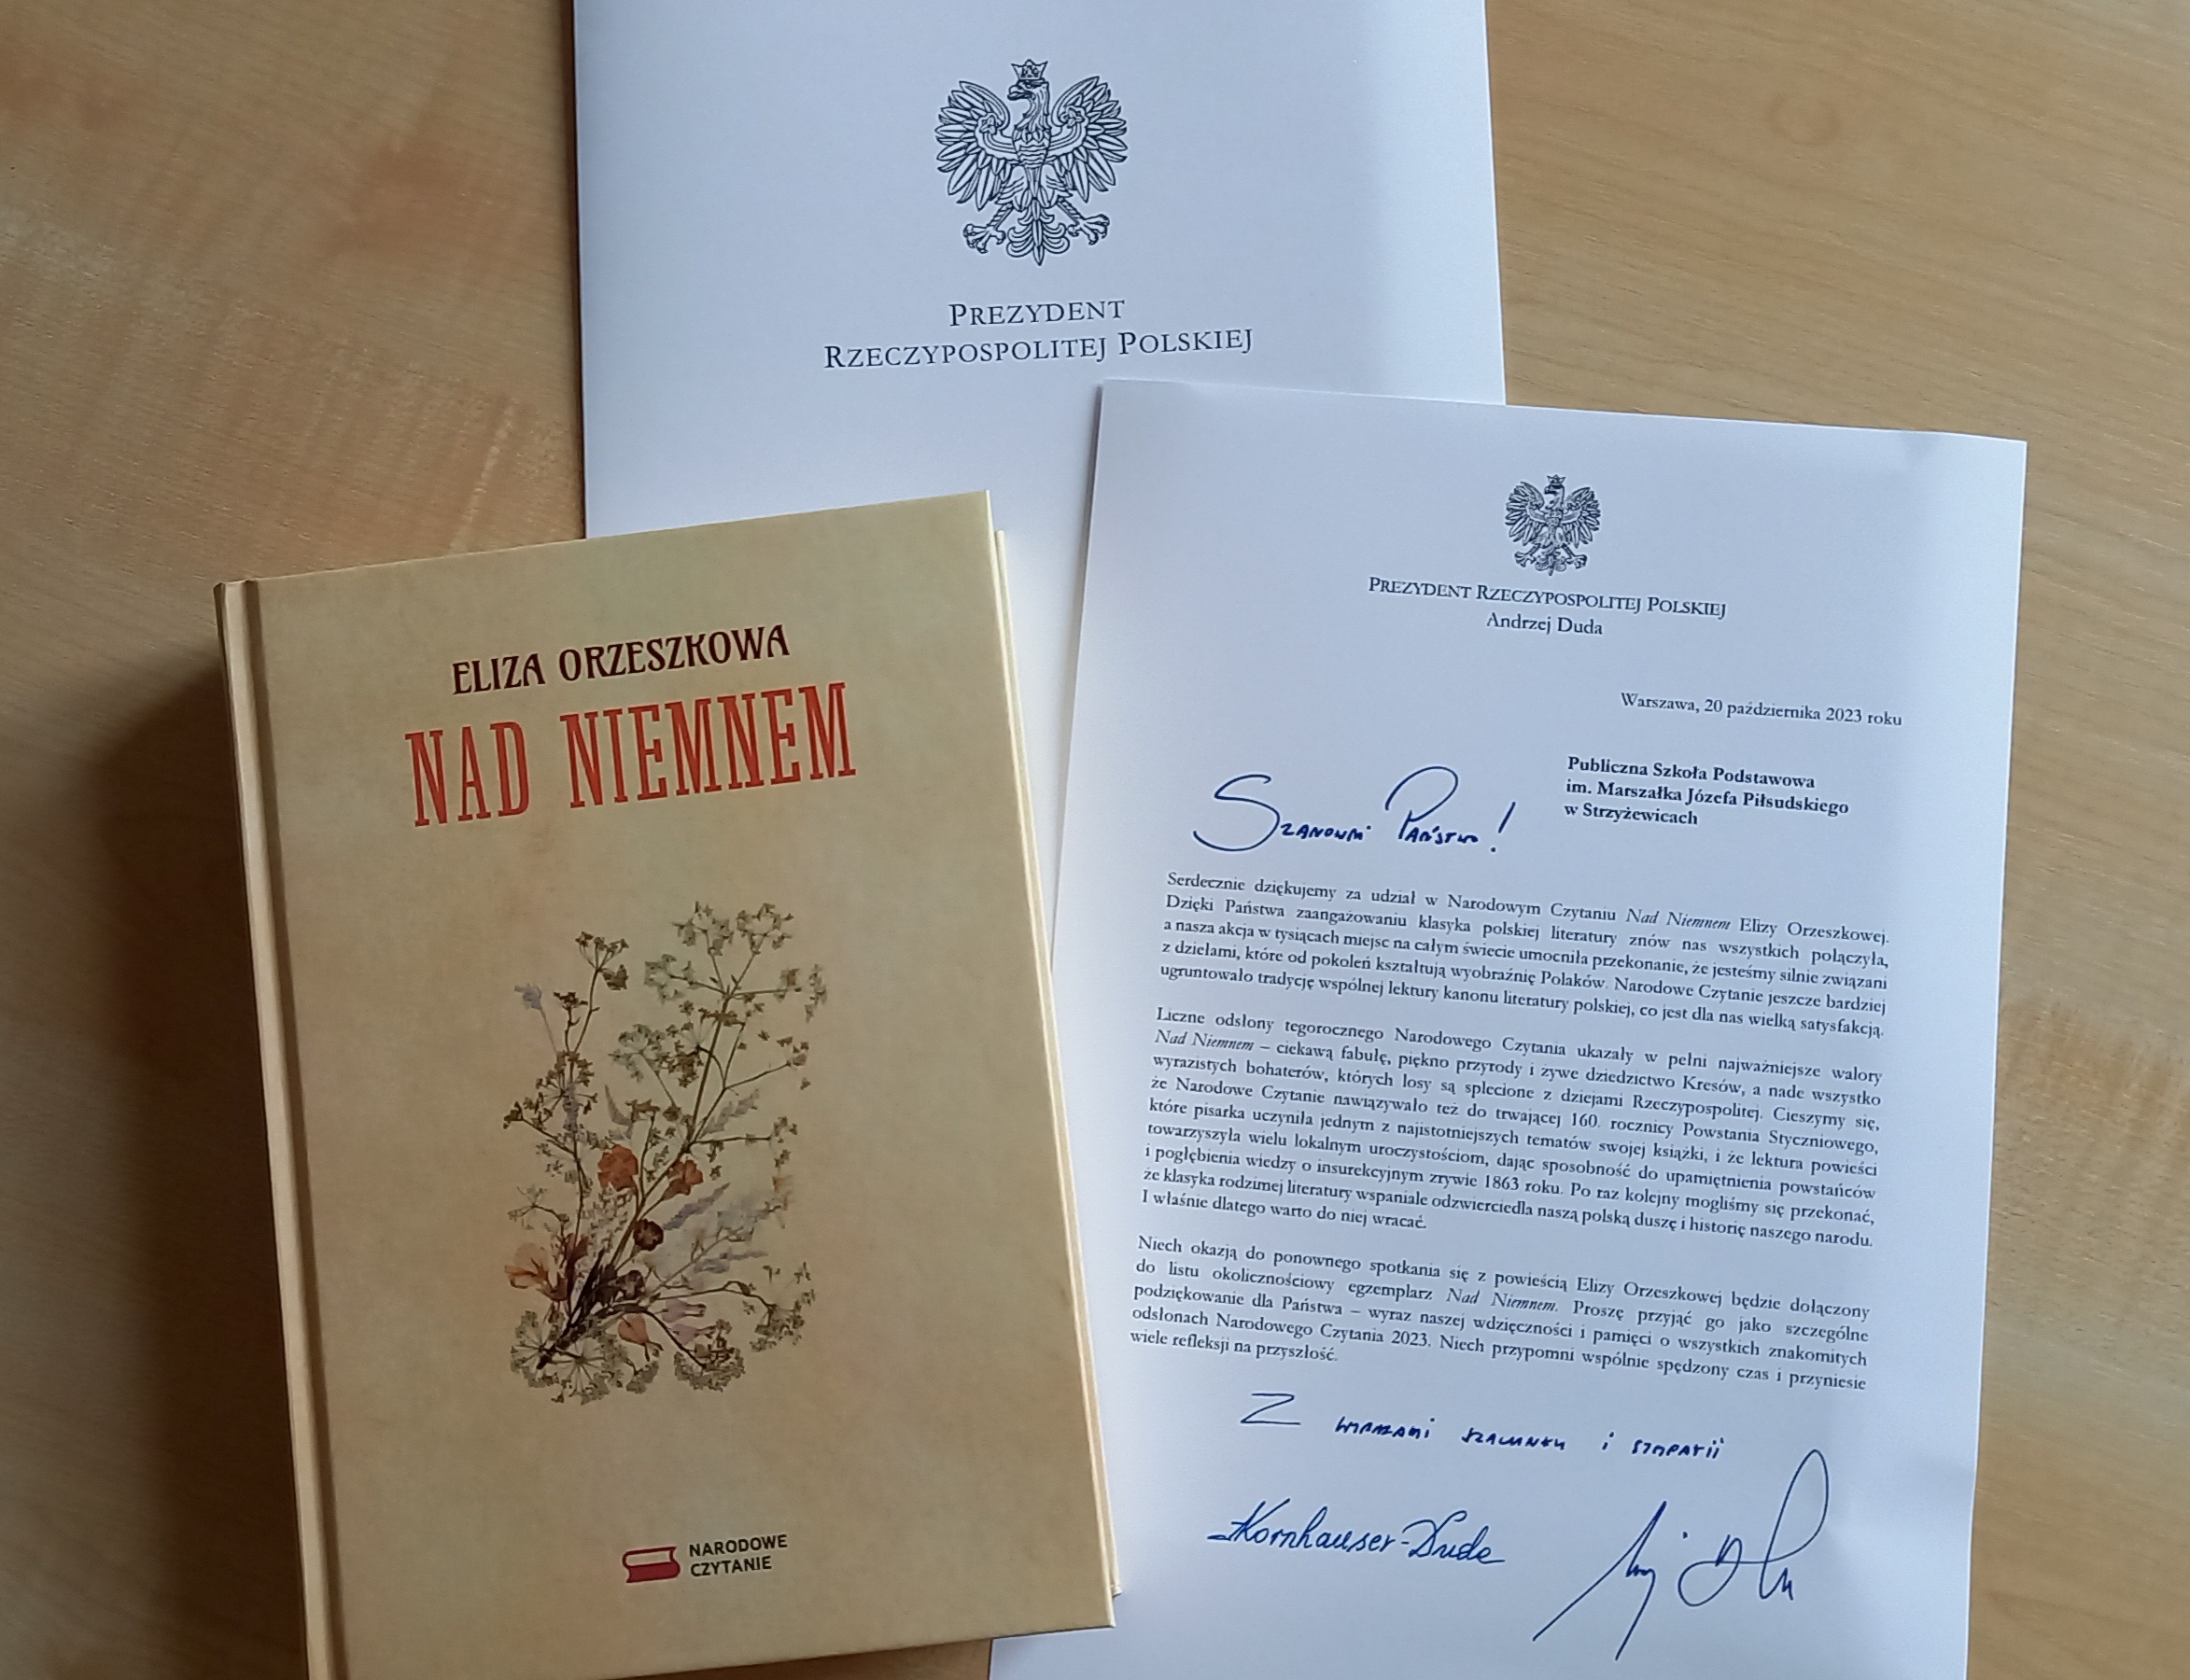 PREZYDENT
RZECZYPOSPOLITEJ POLSKIEJ
ELIZA ORZESZKOWA
NAD NIEMNEM
NARODOWE
CZYTANIE
PREZYDENT RZECZYPOSPOLITEJ POLSKIEJ
Andrzej Duda
Warszawa, 20 października 2023 roku
Publiczna Szkoła Podstawowa
im. Marszałka Józefa Piłsudskiego
w Strzyżewicach
Szanowni Państwo!
Serdecznie dziękujemy za udział w Narodowym Czytaniu Nad Niemnem Elizy Orzeszkowej.
Dzięki Państwa zaangażowaniu klasyka polskiej literatury znów nas wszystkich połączyła,
a nasza akcja w tysiącach miejsc na całym świecie umocniła przekonanie, że jesteśmy silnie związani
z dziełami, które od pokoleń kształtują wyobraźnię Polaków. Narodowe Czytanie jeszcze bardziej
ugruntowało tradycję wspólnej lektury kanonu literatury polskiej, co jest dla nas wielką satysfakcją.
Liczne odsłony tegorocznego Narodowego Czytania ukazały w pełni najważniejsze walory
Nad Niemnem – ciekawą fabułę, piękno przyrody i żywe dziedzictwo Kresów, a nade wszystko
wyrazistych bohaterów, których losy są splecione z dziejami Rzeczypospolitej. Cieszymy się,
że Narodowe Czytanie nawiązywało też do trwającej 160. rocznicy Powstania Styczniowego,
które pisarka uczyniła jednym z najistotniejszych tematów swojej książki, i że lektura powieści
towarzyszyła wielu lokalnym uroczystościom, dając sposobność do upamiętnienia powstańców
i pogłębienia wiedzy o insurekcyjnym zrywie 1863 roku. Po raz kolejny mogliśmy się przekonać,
że klasyka rodzimej literatury wspaniale odzwierciedla naszą polską duszę i historię naszego narodu.
I właśnie dlatego warto do niej wracać.
Niech okazją do ponownego spotkania się z powieścią Elizy Orzeszkowej będzie dołączony
do listu okolicznościowy egzemplarz Nad Niemnem. Proszę przyjąć go jako szczególne
podziękowanie dla Państwa – wyraz naszej wdzięczności i pamięci o wszystkich znakomitych
odsłonach Narodowego Czytania 2023. Niech przypomni wspólnie spędzony czas i przyniesie
wiele refleksji na przyszłość.
Z wyrazami szacunku i sympatii
Kornhauser-Duda